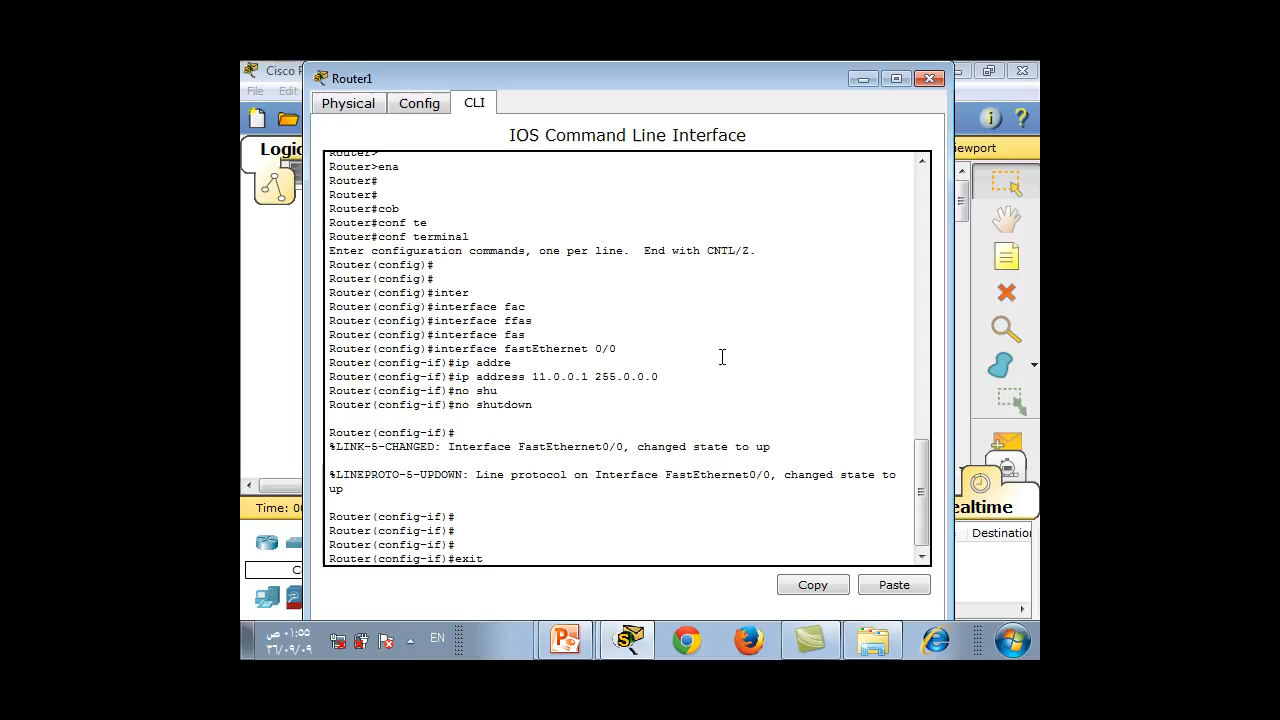 Cisco P
Router1
File
Edit
Physical
Config
CLI
IOS Command Line Interface
Logic
iewport
Router>
Router>ena
Router#
Router#
Router#cob
Router#conf te
Router#conf terminal
Enter configuration commands, one per line.  End with CNTL/Z.
Router(config)#
Router(config)#
Router(config)#inter
Router(config)#interface fac
Router(config)#interface ffas
Router(config)#interface fas
Router(config)#interface fastEthernet 0/0
Router(config-if)#ip addre
Router(config-if)#ip address 11.0.0.1 255.0.0.0
Router(config-if)#no shu
Router(config-if)#no shutdown
Router(config-if)#
%LINK-5-CHANGED: Interface FastEthernet0/0, changed state to up
%LINEPROTO-5-UPDOWN: Line protocol on Interface FastEthernet0/0, changed state to
up
Router(config-if)#
Router(config-if)#
Router(config-if)#
Router(config-if)#exit
Time: 0
ealtime
Destination
C
Copy
Paste
٠١:٥٥ ص
٣٦/٠٩/٠٩
EN